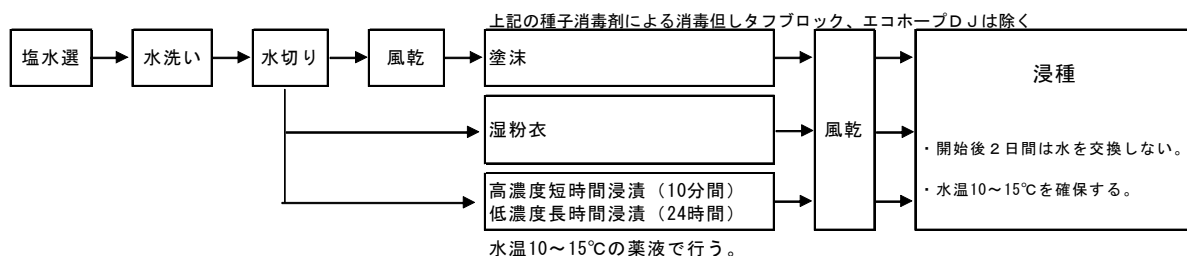 上記の種子消毒剤による消毒但しタフブロック、エコホープＤＪは除く
塩水選
水洗い
水切り
風乾
塗沫
湿粉衣
高濃度短時間浸漬（10分間）
低濃度長時間浸漬（24時間）
水温10～15℃の薬液で行う。
風乾
浸種
・開始後２日間は水を交換しない。
・水温10～15℃を確保する。